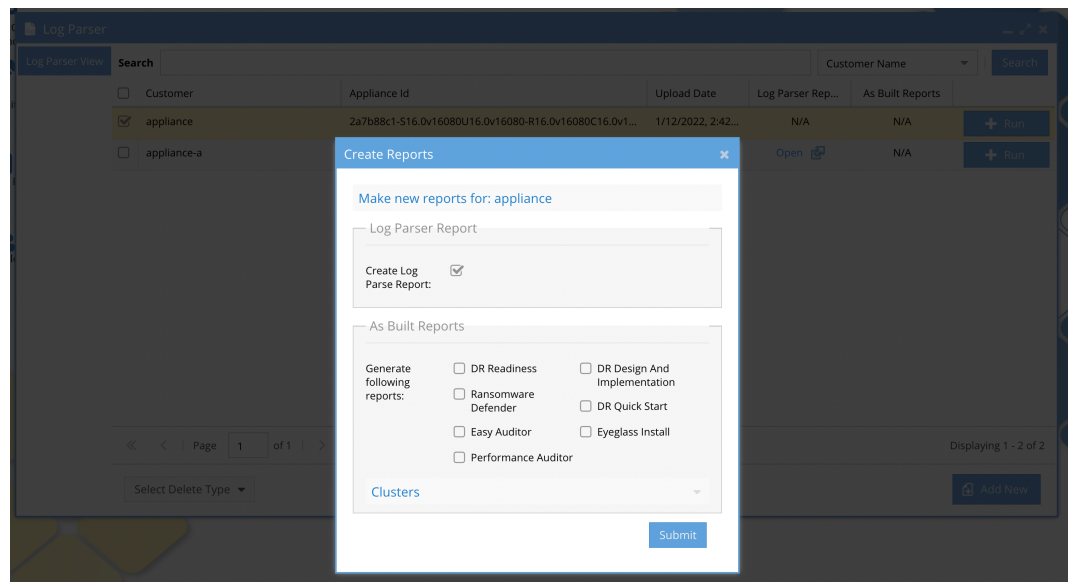 Log Parser
Log Parser View
Search
Customer Name
Search
Customer
Appliance Id
Upload Date
Log Parser Rep...
As Built Reports
appliance
2a7b88c1-S16.0v16080U16.0v16080-R16.0v16080C16.0v1...
1/12/2022, 2:42...
N/A
N/A
Run
appliance-a
Open
N/A
Run
Create Reports
Make new reports for: appliance
Log Parser Report
Create Log
Parse Report:
As Built Reports
Generate
following
reports:
DR Readiness
Ransomware
Defender
Easy Auditor
Performance Auditor
DR Design And
Implementation
DR Quick Start
Eyeglass Install
Clusters
Submit
Page 1 of 1
Displaying 1 - 2 of 2
Select Delete Type
Add New